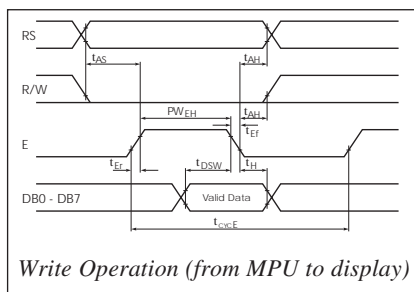 RS
tAS
tAH
R/W
PWEH
tAH
tEf
E
tEr
tDSW
tH
DB0 - DB7
Valid Data
tCYCE
Write Operation (from MPU to display)